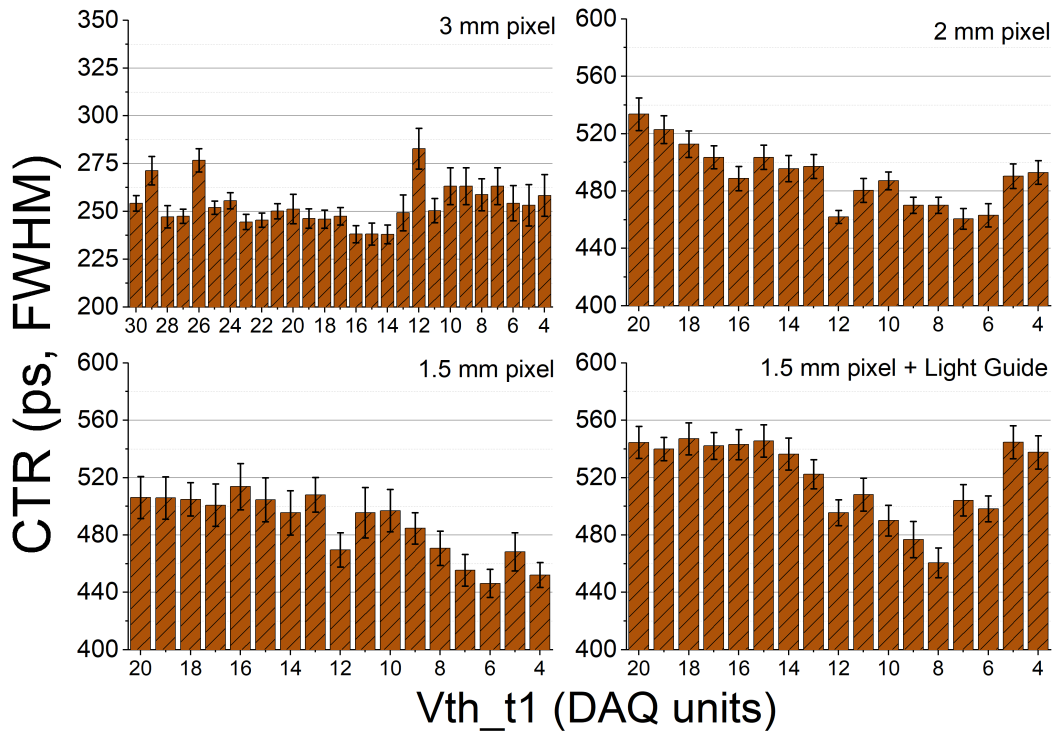 CTR (ps, FWHM)
3 mm pixel
350
325
300
275
250
225
200
30 28 26 24 22 20 18 16 14 12 10 8 6 4
2 mm pixel
600
560
520
480
440
400
20 18 16 14 12 10 8 6 4
1.5 mm pixel
600
560
520
480
440
400
20 18 16 14 12 10 8 6 4
1.5 mm pixel + Light Guide
600
560
520
480
440
400
20 18 16 14 12 10 8 6 4
Vth_t1 (DAQ units)